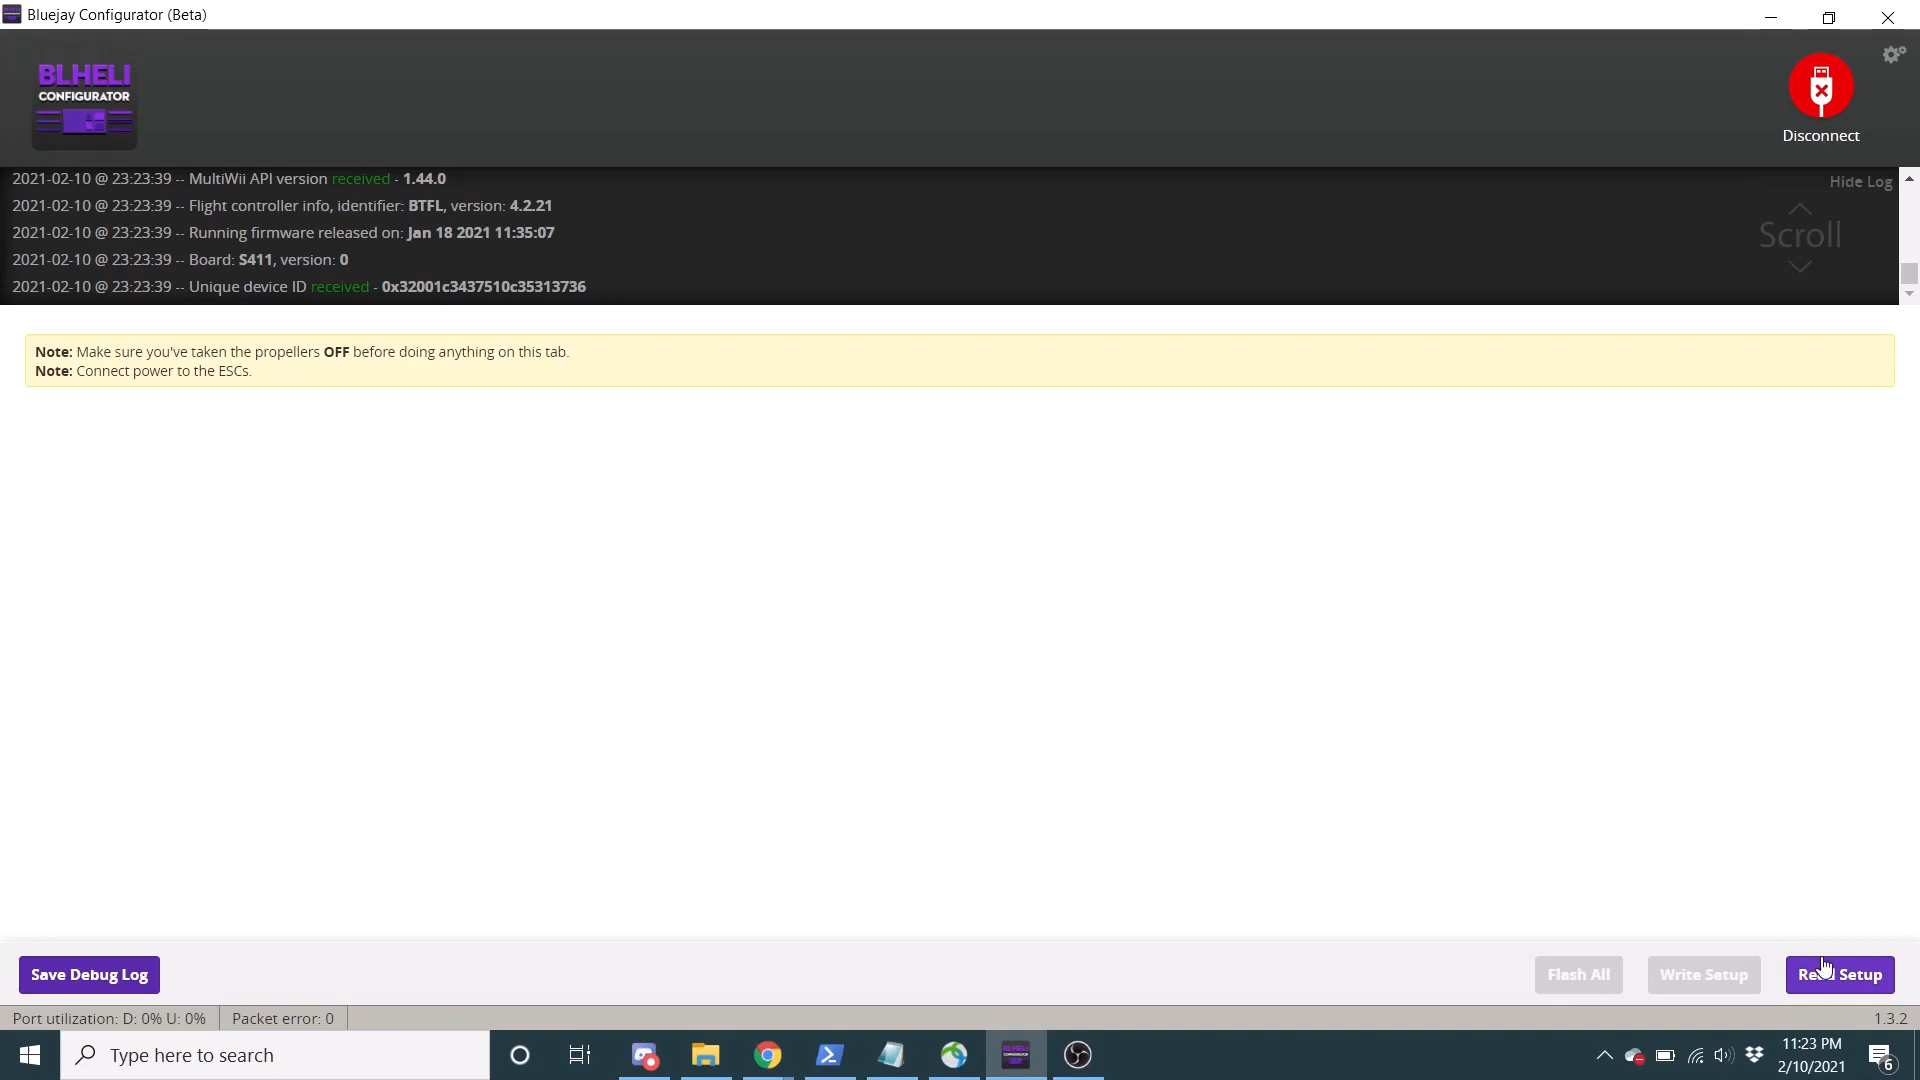 Bluejay Configurator (Beta)
BLHELI
CONFIGURATOR
Disconnect
2021-02-10 @ 23:23:39 -- MultiWii API version received - 1.44.0
Hide Log
2021-02-10 @ 23:23:39 -- Flight controller info, identifier: BTFL, version: 4.2.21
2021-02-10 @ 23:23:39 -- Running firmware released on: Jan 18 2021 11:35:07
Scroll
2021-02-10 @ 23:23:39 -- Board: S411, version: 0
2021-02-10 @ 23:23:39 -- Unique device ID received - 0x32001c3437510c35313736
Note: Make sure you've taken the propellers OFF before doing anything on this tab.
Note: Connect power to the ESCs.
Save Debug Log
Flash All
Write Setup
Read Setup
Port utilization: D: 0% U: 0%
Packet error: 0
1.3.2
Type here to search
11:23 PM
2/10/2021
6